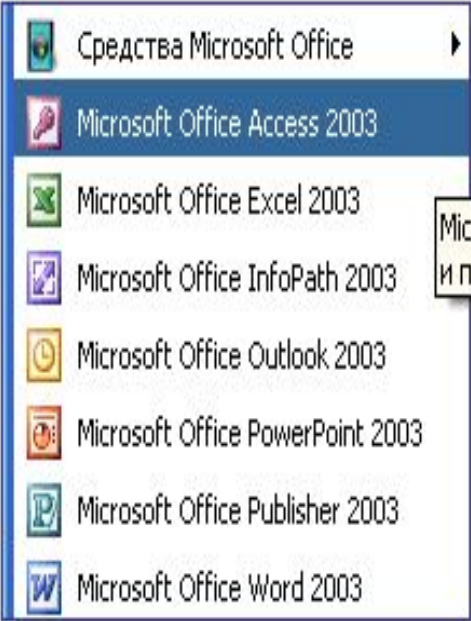 Средства Microsoft Office
Microsoft Office Access 2003
Microsoft Office Excel 2003
Mic
Microsoft Office InfoPath 2003
и п
Microsoft Office Outlook 2003
Microsoft Office PowerPoint 2003
Microsoft Office Publisher 2003
Microsoft Office Word 2003